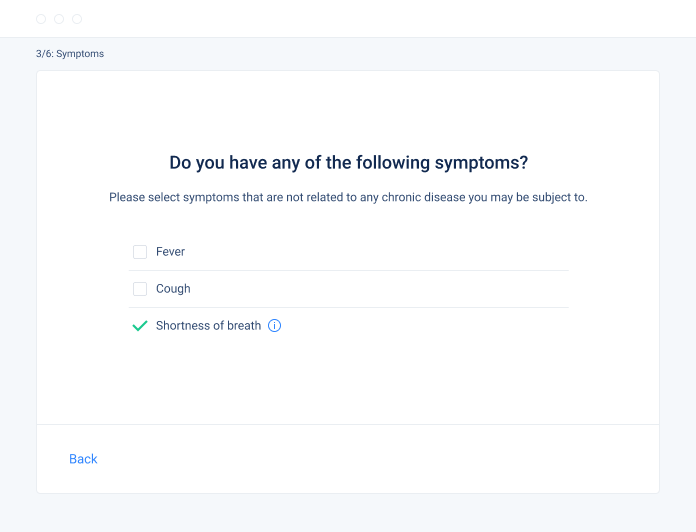 3/6: Symptoms
Do you have any of the following symptoms?
Please select symptoms that are not related to any chronic disease you may be subject to.
Fever
Cough
Shortness of breath
Back